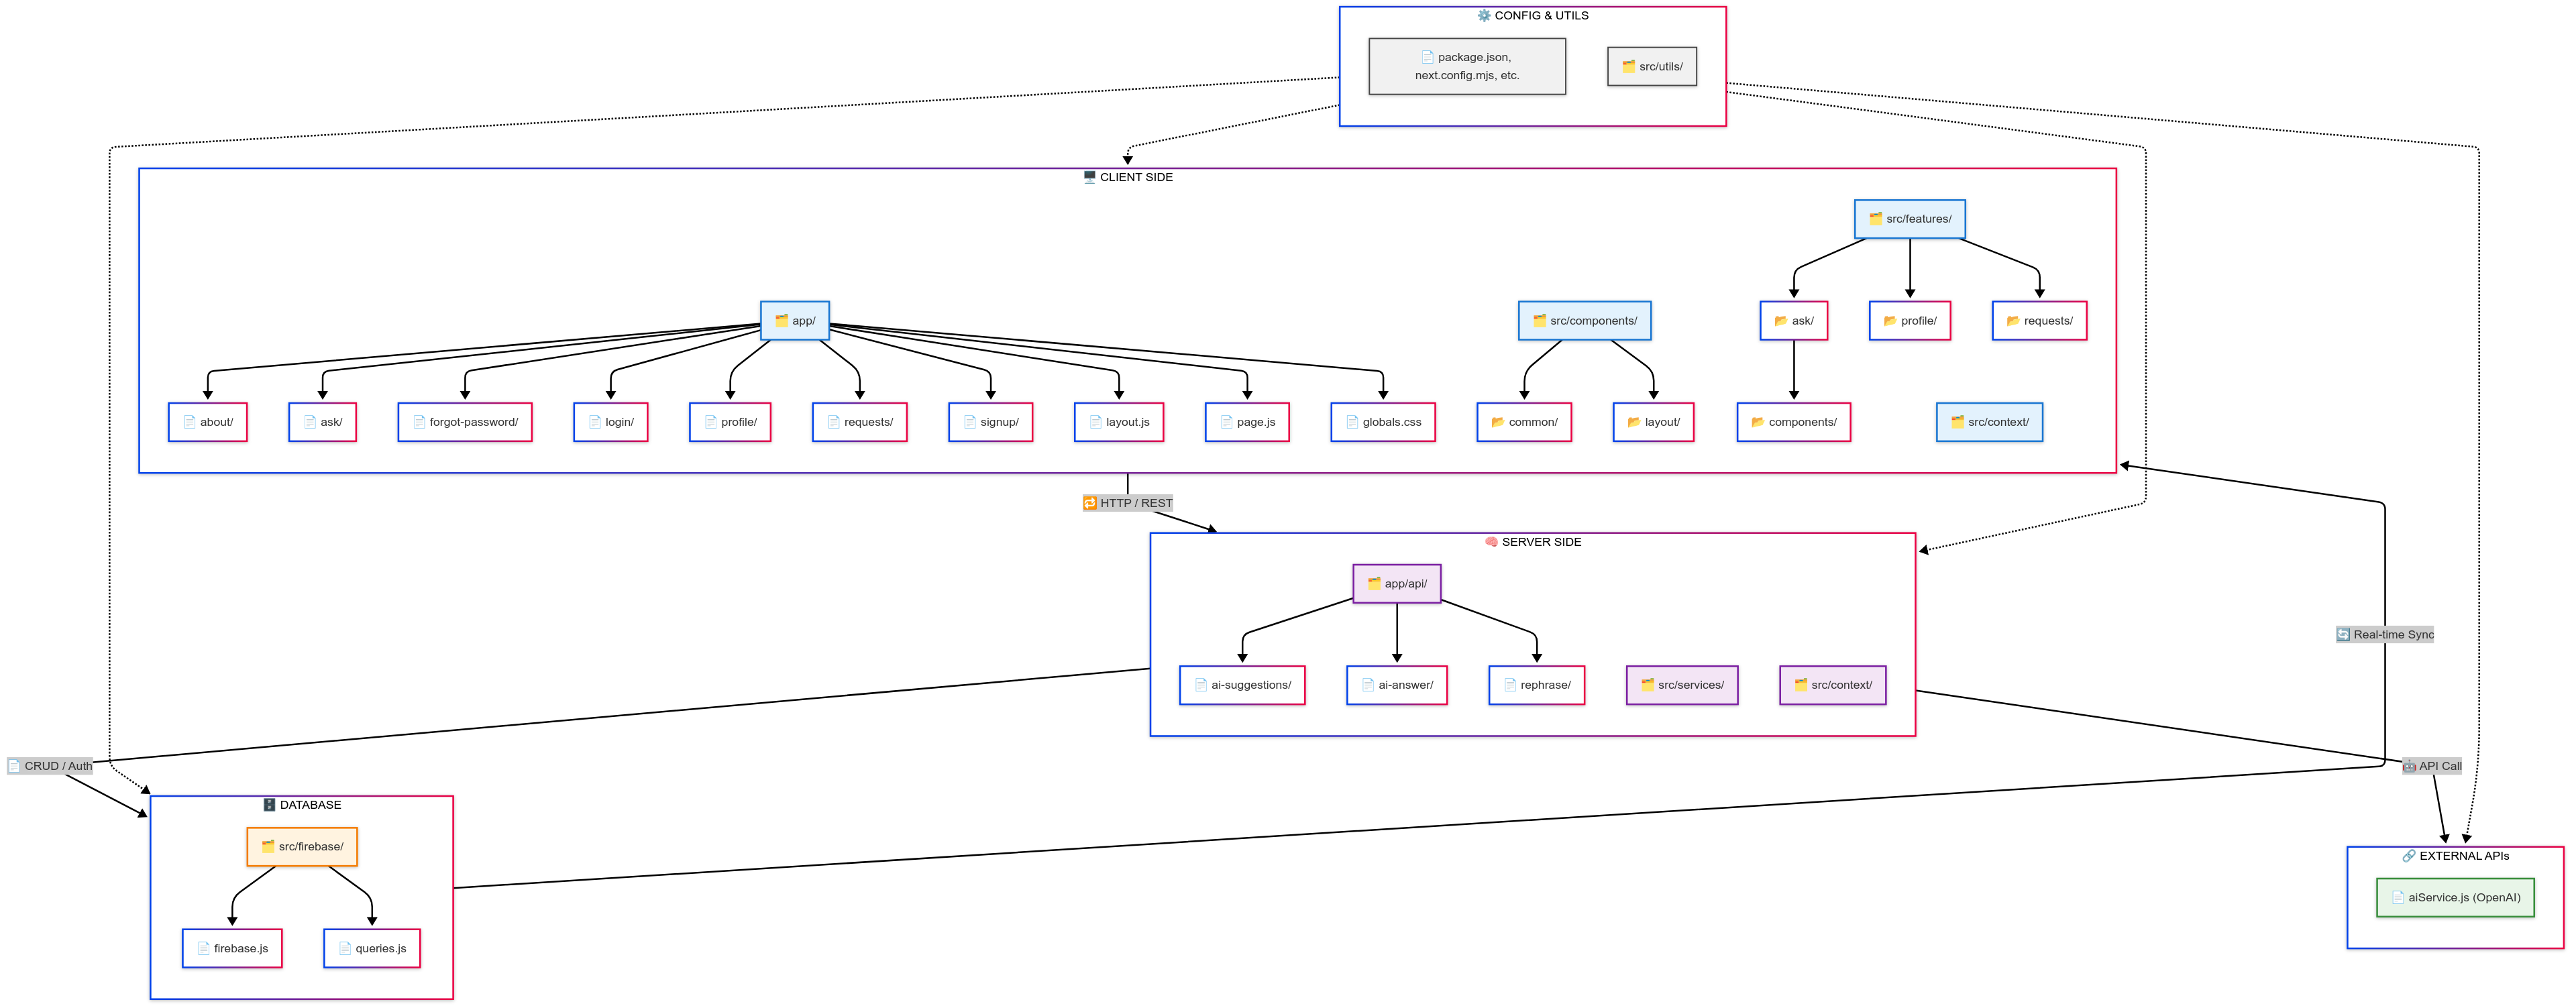 ⚙️ CONFIG & UTILS
📄 package.json,
next.config.mjs, etc.
🗂️ src/utils/
🖥️ CLIENT SIDE
🗂️ src/features/
🗂️ app/
🗂️ src/components/
📂 ask/
📂 profile/
📂 requests/
📄 about/
📄 ask/
📄 forgot-password/
📄 login/
📄 profile/
📄 requests/
📄 signup/
📄 layout.js
📄 page.js
📄 globals.css
📂 common/
📂 layout/
📂 components/
🗂️ src/context/
🔁 HTTP / REST
🧠 SERVER SIDE
🗂️ app/api/
🔄 Real-time Sync
📄 ai-suggestions/
📄 ai-answer/
📄 rephrase/
🗂️ src/services/
🗂️ src/context/
📄 CRUD / Auth
🤖 API Call
🗄️ DATABASE
🗂️ src/firebase/
📄 firebase.js
📄 queries.js
🔗 EXTERNAL APIs
📄 aiService.js (OpenAI)